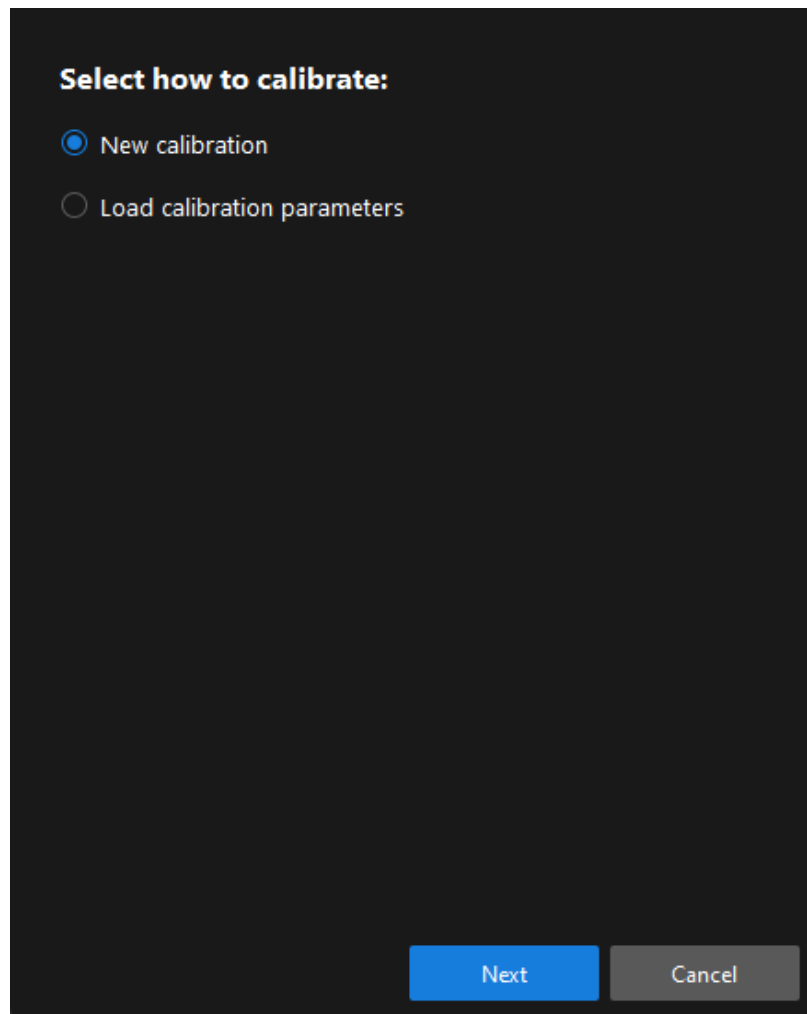 Select how to calibrate:
New calibration
Load calibration parameters
Next
Cancel